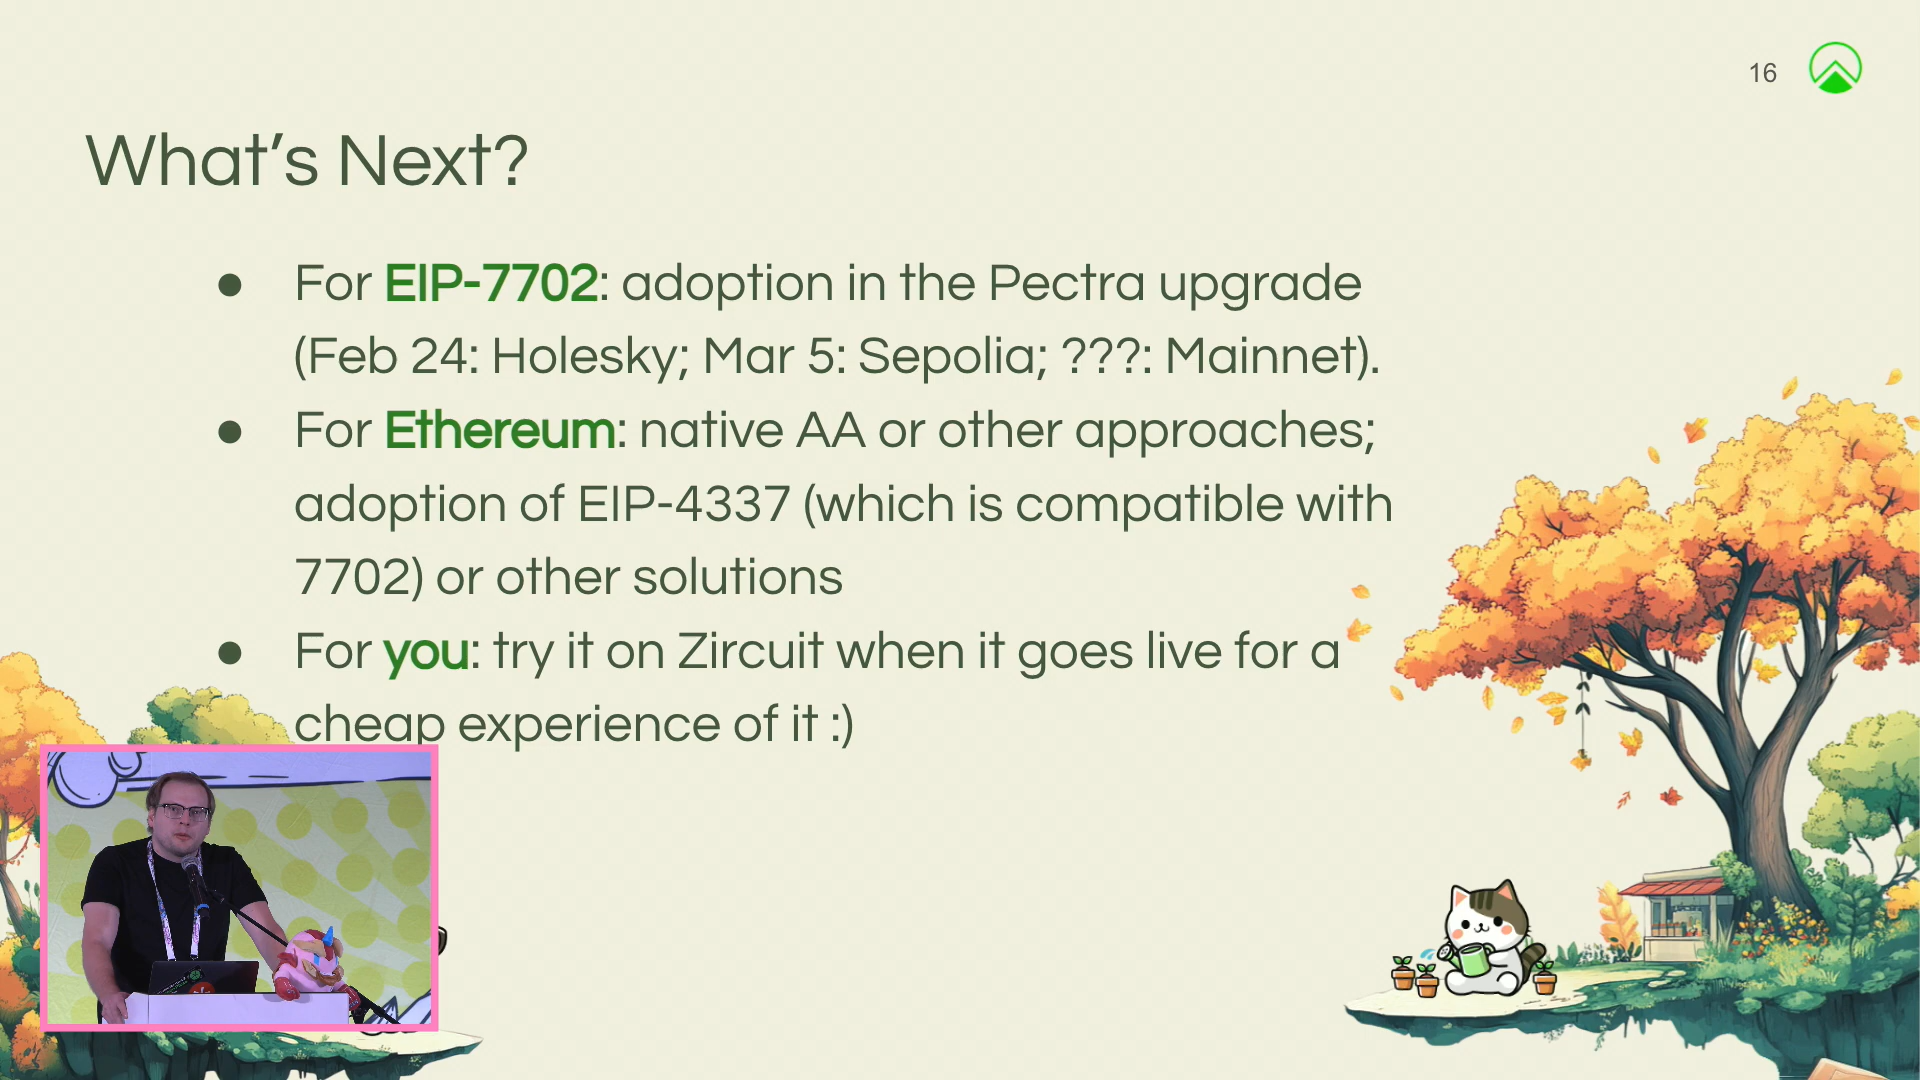 16
What’s Next?
● For EIP-7702: adoption in the Pectra upgrade
(Feb 24: Holesky; Mar 5: Sepolia; ???: Mainnet).
● For Ethereum: native AA or other approaches;
adoption of EIP-4337 (which is compatible with
7702) or other solutions
● For you: try it on Zircuit when it goes live for a
cheap experience of it :)